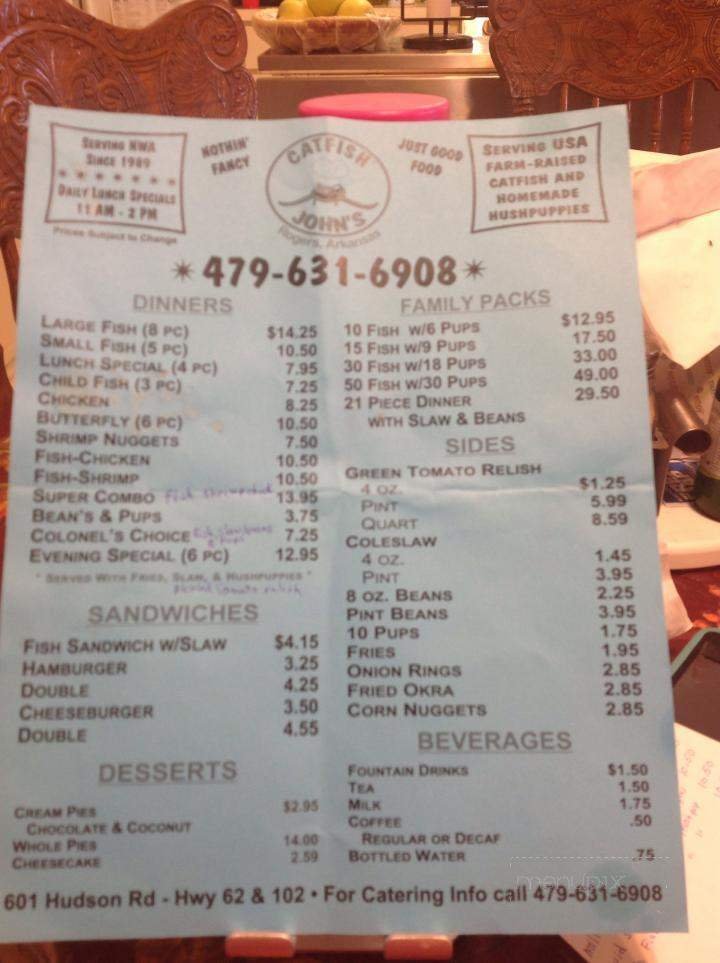 SERVING NWA
SINCE 1989
DAILY LUNCH SPECIALS
11 AM - 2 PM
Prices Subject to Change
NOTHIN' FANCY
CATFISH JOHN'S
Rogers, Arkansas
JUST GOOD FOOD
SERVING USA
FARM-RAISED
CATFISH AND
HOMEMADE
HUSHPUPPIES
479-631-6908
DINNERS
LARGE FISH (8 PC) $14.25
SMALL FISH (5 PC) 10.50
LUNCH SPECIAL (4 PC) 7.95
CHILD FISH (3 PC) 7.25
CHICKEN 8.25
BUTTERFLY (6 PC) 10.50
SHRIMP NUGGETS 7.50
FISH-CHICKEN 10.50
FISH-SHRIMP 10.50
SUPER COMBO fish shrimp 13.95
BEAN'S & PUPS 3.75
COLONEL'S CHOICE 7.25
& pups
EVENING SPECIAL (6 PC) 12.95
" SERVED WITH FRIES, SLAW, & HUSHPUPPIES "
tomato relish
SANDWICHES
FISH SANDWICH W/SLAW $4.15
HAMBURGER 3.25
DOUBLE 4.25
CHEESEBURGER 3.50
DOUBLE 4.55
DESSERTS
CREAM PIES $2.95
CHOCOLATE & COCONUT
WHOLE PIES 14.00
CHEESECAKE 2.59
FAMILY PACKS
10 FISH W/6 PUPS $12.95
15 FISH W/9 PUPS 17.50
30 FISH W/18 PUPS 33.00
50 FISH W/30 PUPS 49.00
21 PIECE DINNER 29.50
WITH SLAW & BEANS
SIDES
GREEN TOMATO RELISH
4 OZ. $1.25
PINT 5.99
QUART 8.59
COLESLAW
4 OZ. 1.45
PINT 3.95
8 OZ. BEANS 2.25
PINT BEANS 3.95
10 PUPS 1.75
FRIES 1.95
ONION RINGS 2.85
FRIED OKRA 2.85
CORN NUGGETS 2.85
BEVERAGES
FOUNTAIN DRINKS $1.50
TEA 1.50
MILK 1.75
COFFEE .50
REGULAR OR DECAF
BOTTLED WATER .75
menupix
601 Hudson Rd - Hwy 62 & 102 • For Catering Info call 479-631-6908